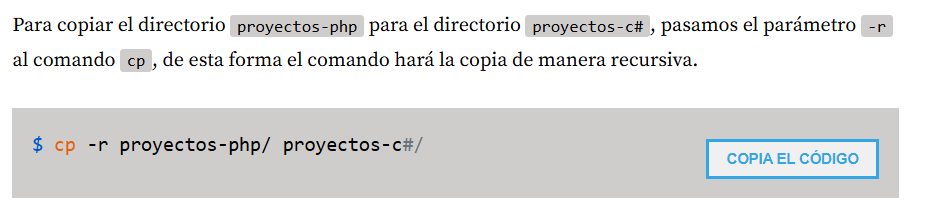 Para copiar el directorio proyectos-php para el directorio proyectos-c#, pasamos el parámetro -r
al comando cp, de esta forma el comando hará la copia de manera recursiva.
$ cp -r proyectos-php/ proyectos-c#/
COPIA EL CÓDIGO